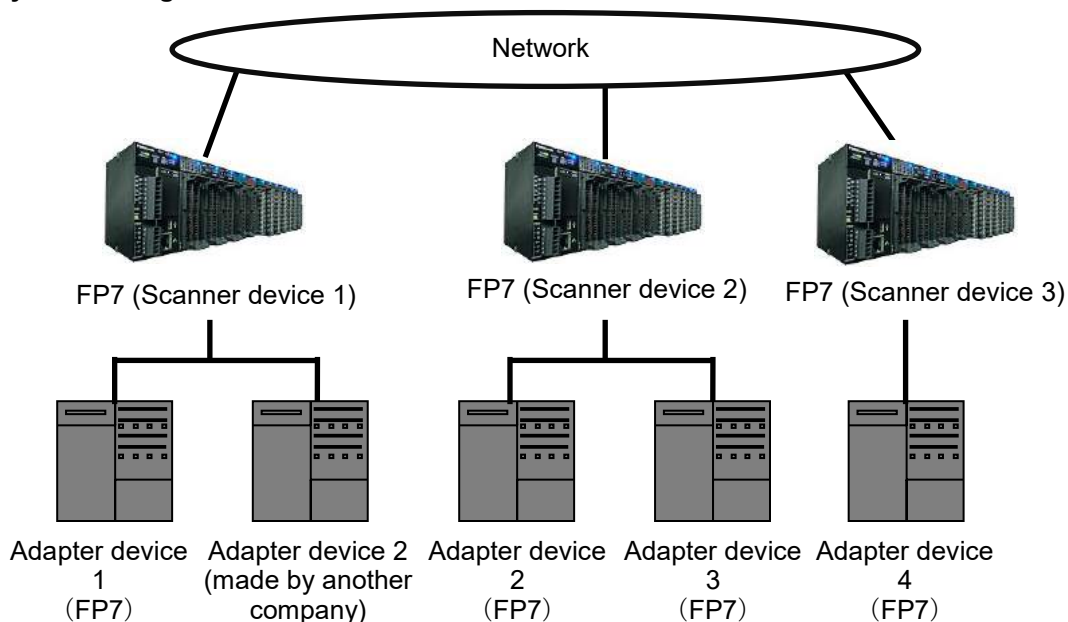 Network
FP7 (Scanner device 1)
FP7 (Scanner device 2)
FP7 (Scanner device 3)
Adapter device
1
（FP7）
Adapter device 2
(made by another
company)
Adapter device
2
（FP7）
Adapter device
3
（FP7）
Adapter device
4
（FP7）